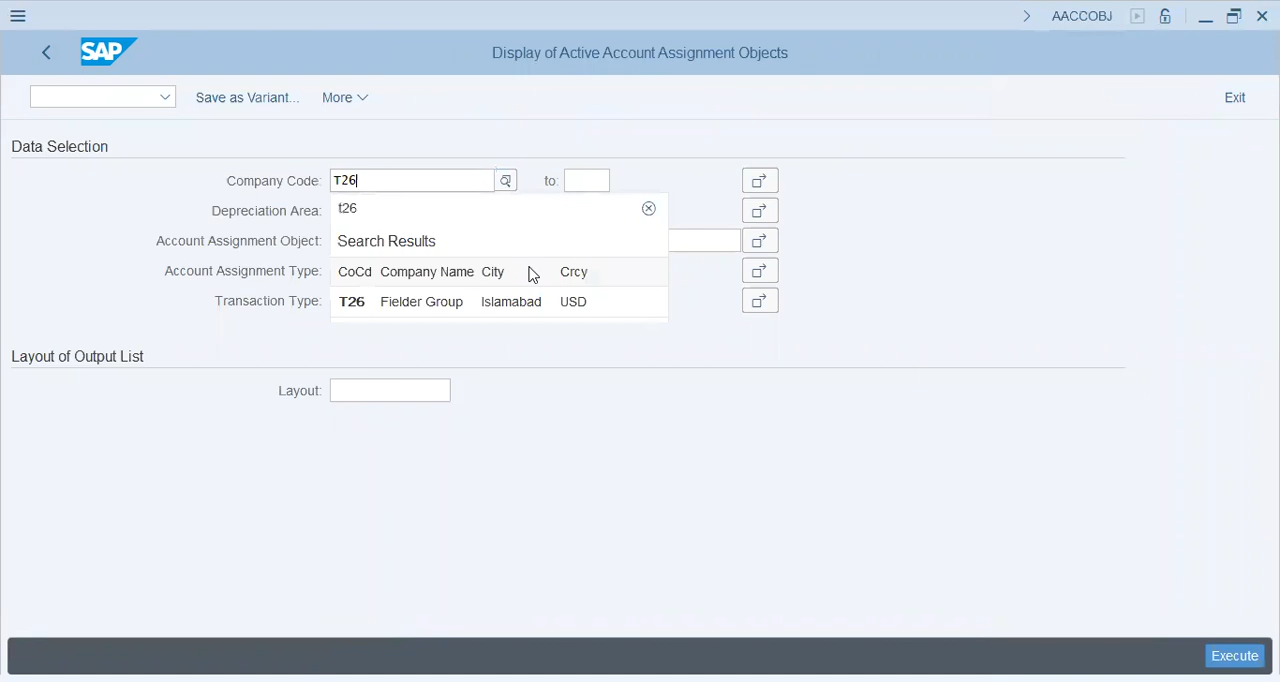 AACCOBJ
SAP
Display of Active Account Assignment Objects
Save as Variant... More Exit
Data Selection
Company Code: T26 to:
t26
Depreciation Area:
Search Results
Account Assignment Object:
Account Assignment Type: CoCd Company Name City Crcy
Transaction Type: T26 Fielder Group Islamabad USD
Layout of Output List
Layout:
Execute